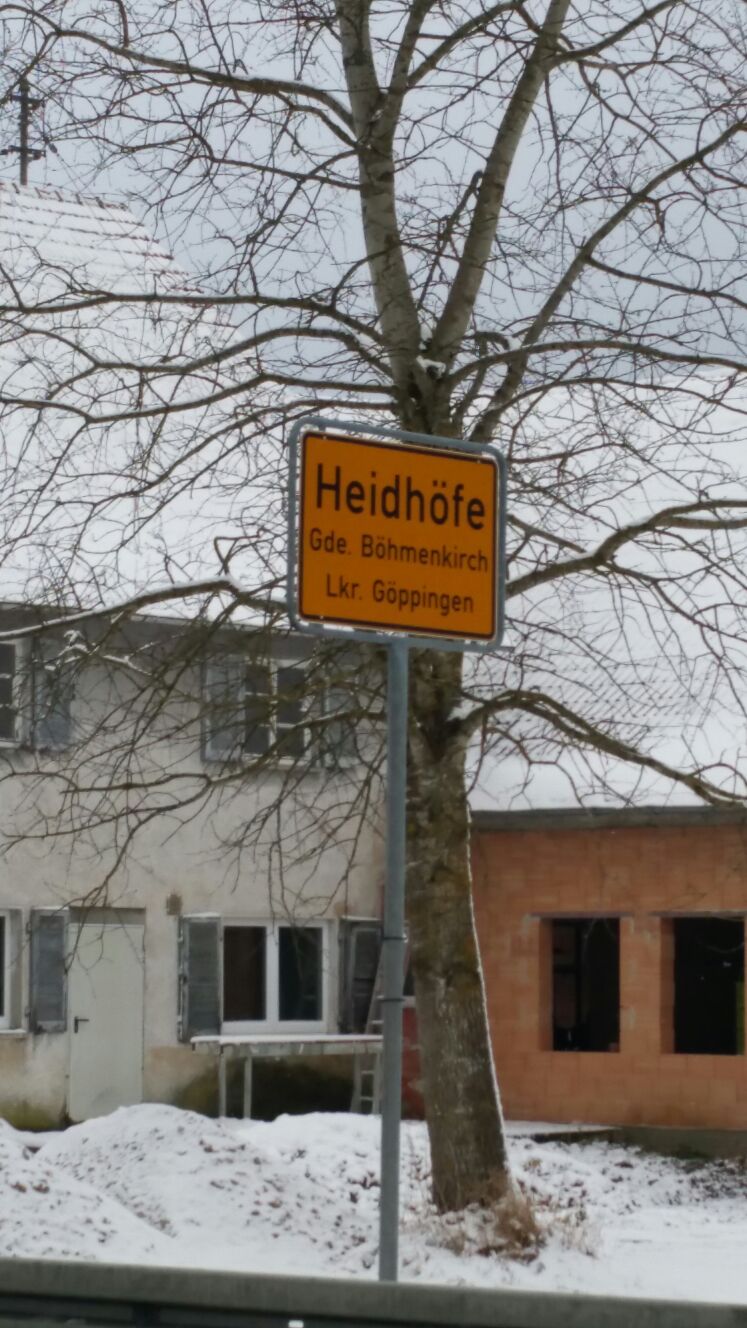 Heidhöfe
Gde. Böhmenkirch
Lkr. Göppingen